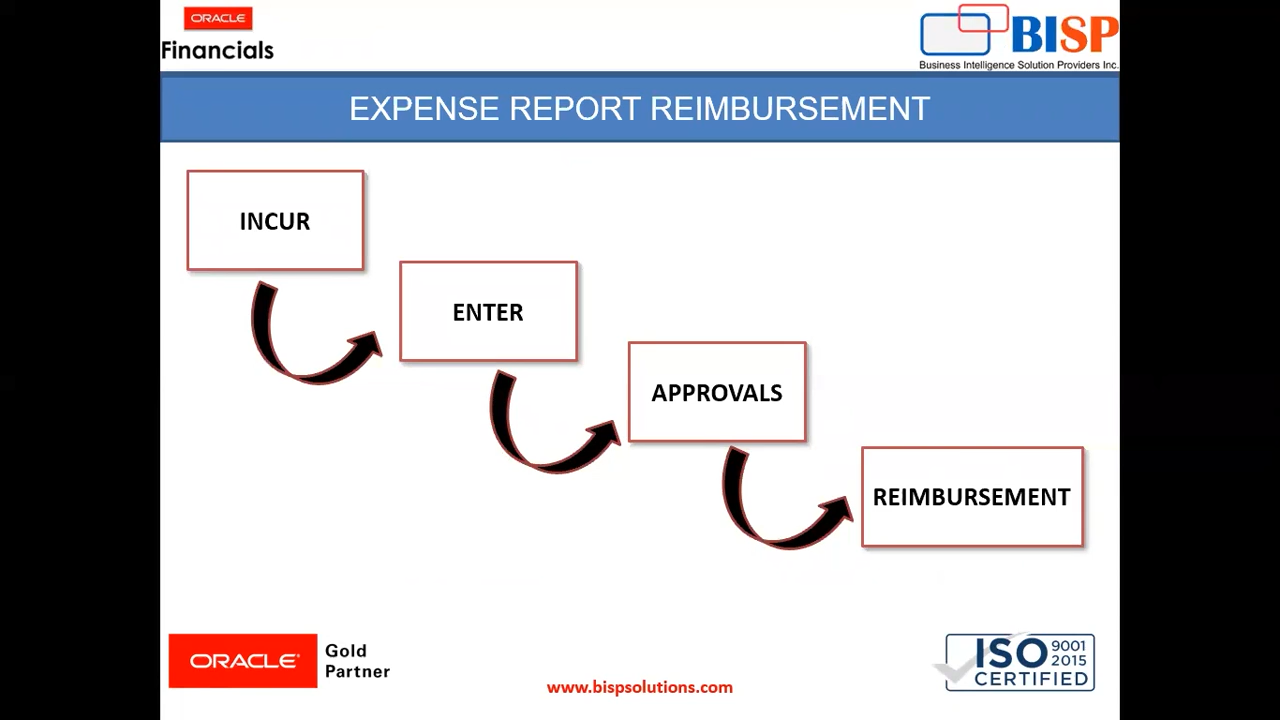 ORACLE
Financials
BISP
Business Intelligence Solution Providers Inc.
EXPENSE REPORT REIMBURSEMENT
INCUR
ENTER
APPROVALS
REIMBURSEMENT
ORACLE®
Gold
Partner
www.bispsolutions.com
ISO 9001
2015
CERTIFIED